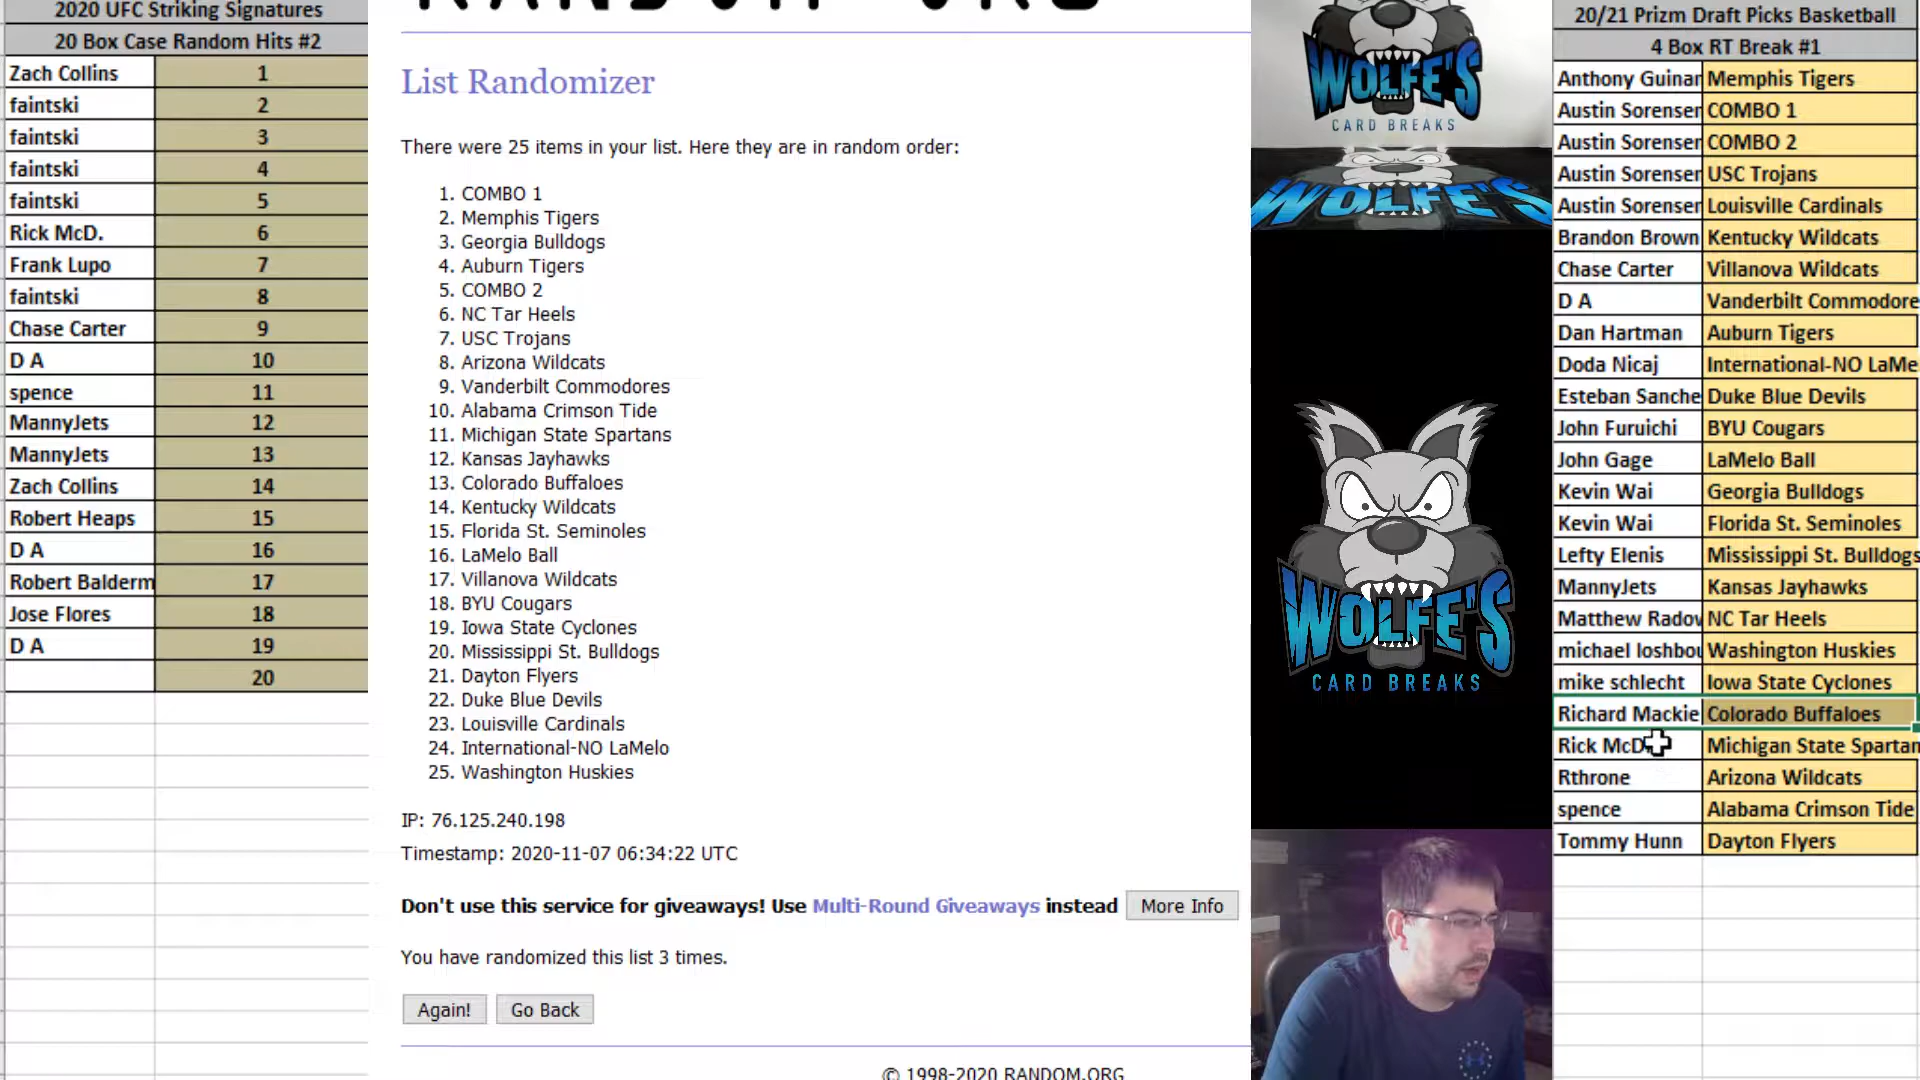 2020 UFC Striking Signatures
20 Box Case Random Hits #2
Zach Collins 1
faintski 2
faintski 3
faintski 4
faintski 5
Rick McD. 6
Frank Lupo 7
faintski 8
Chase Carter 9
D A 10
spence 11
MannyJets 12
MannyJets 13
Zach Collins 14
Robert Heaps 15
D A 16
Robert Balderm 17
Jose Flores 18
D A 19
20
List Randomizer
There were 25 items in your list. Here they are in random order:
1. COMBO 1
2. Memphis Tigers
3. Georgia Bulldogs
4. Auburn Tigers
5. COMBO 2
6. NC Tar Heels
7. USC Trojans
8. Arizona Wildcats
9. Vanderbilt Commodores
10. Alabama Crimson Tide
11. Michigan State Spartans
12. Kansas Jayhawks
13. Colorado Buffaloes
14. Kentucky Wildcats
15. Florida St. Seminoles
16. LaMelo Ball
17. Villanova Wildcats
18. BYU Cougars
19. Iowa State Cyclones
20. Mississippi St. Bulldogs
21. Dayton Flyers
22. Duke Blue Devils
23. Louisville Cardinals
24. International-NO LaMelo
25. Washington Huskies
IP: 76.125.240.198
Timestamp: 2020-11-07 06:34:22 UTC
Don't use this service for giveaways! Use Multi-Round Giveaways instead More Info
You have randomized this list 3 times.
Again! Go Back
© 1998-2020 RANDOM.ORG
WOLFE'S
CARD BREAKS
WOLFE'S
WOLFE'S
CARD BREAKS
20/21 Prizm Draft Picks Basketball
4 Box RT Break #1
Anthony Guinar Memphis Tigers
Austin Sorenser COMBO 1
Austin Sorenser COMBO 2
Austin Sorenser USC Trojans
Austin Sorenser Louisville Cardinals
Brandon Brown Kentucky Wildcats
Chase Carter Villanova Wildcats
D A Vanderbilt Commodore
Dan Hartman Auburn Tigers
Doda Nicaj International-NO LaMe
Esteban Sanche Duke Blue Devils
John Furuichi BYU Cougars
John Gage LaMelo Ball
Kevin Wai Georgia Bulldogs
Kevin Wai Florida St. Seminoles
Lefty Elenis Mississippi St. Bulldogs
MannyJets Kansas Jayhawks
Matthew Radov NC Tar Heels
michael loshbou Washington Huskies
mike schlecht Iowa State Cyclones
Richard Mackie Colorado Buffaloes
Rick McD Michigan State Spartan
Rthrone Arizona Wildcats
spence Alabama Crimson Tide
Tommy Hunn Dayton Flyers